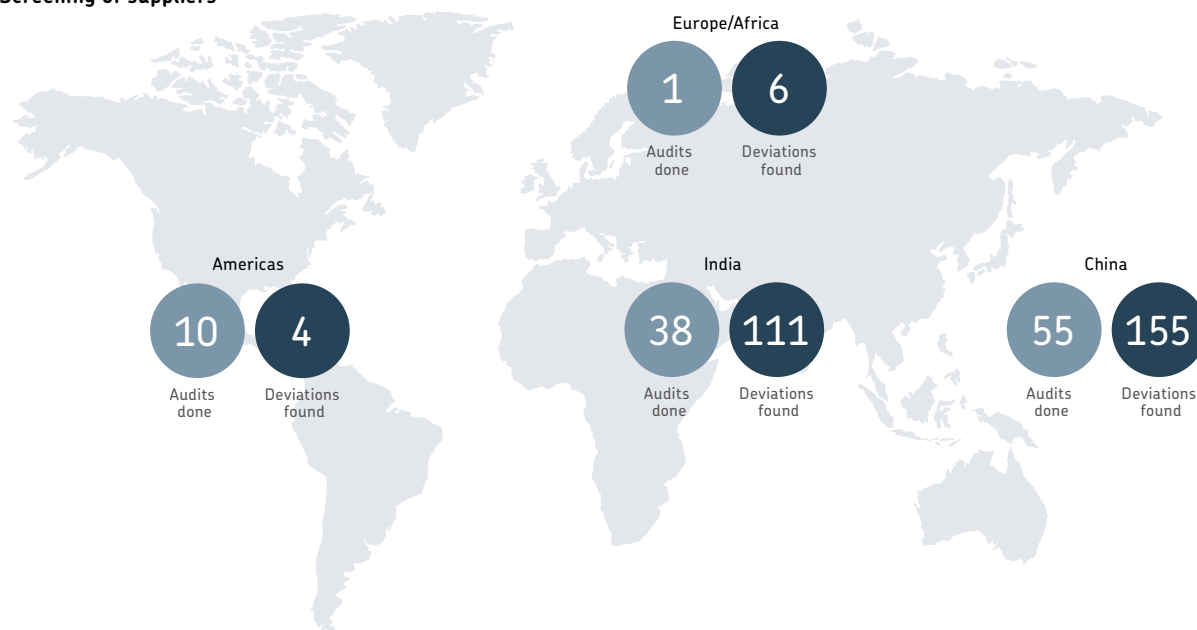 Screening of suppliers
Europe/Africa
1
6
Audits
done
Deviations
found
Americas
10
4
Audits
done
Deviations
found
India
38
111
Audits
done
Deviations
found
China
55
155
Audits
done
Deviations
found